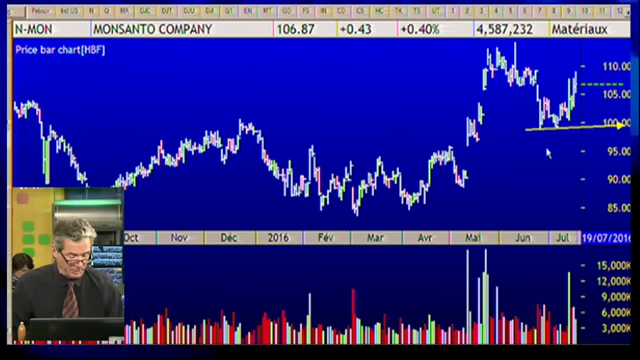 N-MON MONSANTO COMPANY 106.87 +0.43 +0.40% 4,587,232 Matériaux
Price bar chart[HBF]
110.00
105.00
100.00
95.00
90.00
85.00
Oct Nov Déc 2016 Fév Mar Avr Mai Jun Jul 19/07/2016
15,000K
12,000K
9,000K
6,000K
3,000K